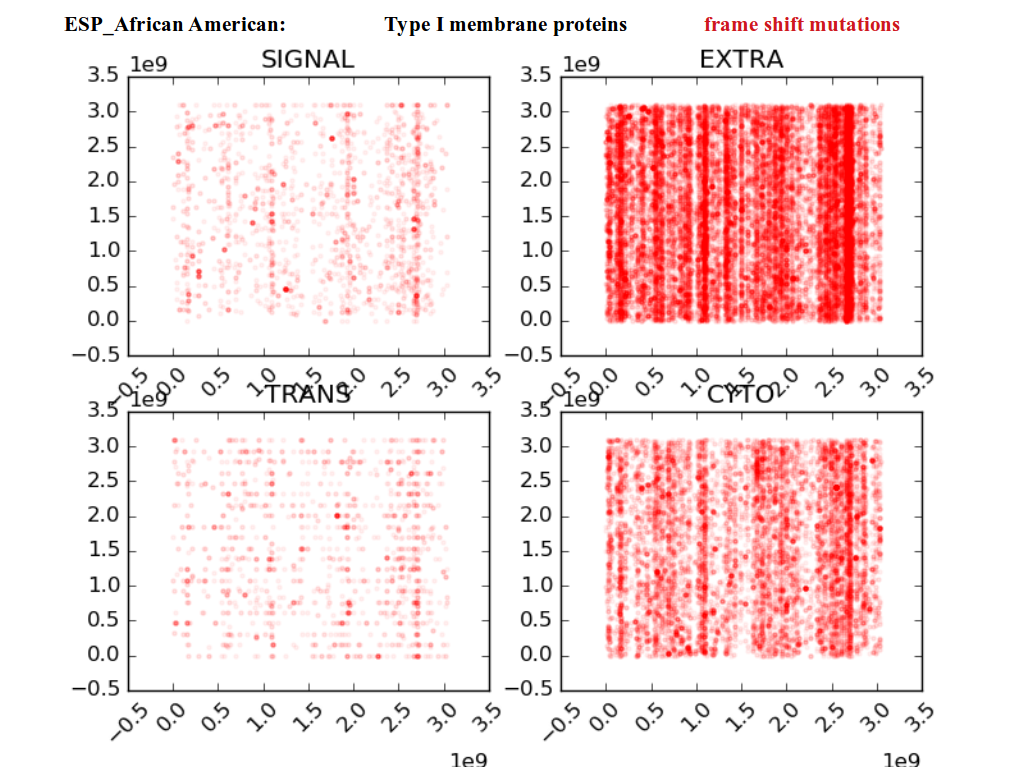 ESP_African American: Type I membrane proteins frame shift mutations
SIGNAL EXTRA
1e9 1e9
3.5 3.5
3.0 3.0
2.5 2.5
2.0 2.0
1.5 1.5
1.0 1.0
0.5 0.5
0.0 0.0
−0.5 −0.5
−0.5 0.0 0.5 1.0 1.5 2.0 2.5 3.0 3.5 −0.5 0.0 0.5 1.0 1.5 2.0 2.5 3.0 3.5
TRANS CYTO
1e9 1e9
3.5 3.5
3.0 3.0
2.5 2.5
2.0 2.0
1.5 1.5
1.0 1.0
0.5 0.5
0.0 0.0
−0.5 −0.5
−0.5 0.0 0.5 1.0 1.5 2.0 2.5 3.0 3.5 −0.5 0.0 0.5 1.0 1.5 2.0 2.5 3.0 3.5
1e9 1e9